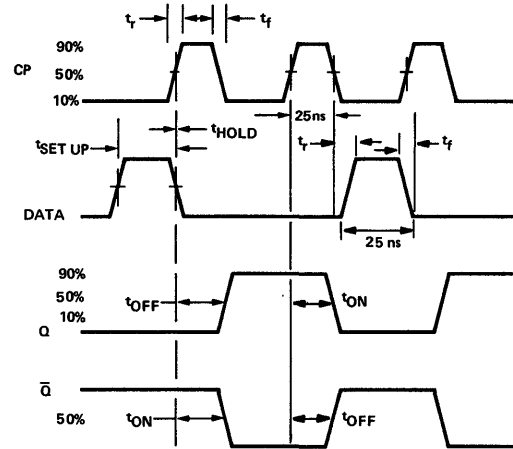 tr tf
90%
CP 50%
10%
tHOLD 25ns
tSET UP tr tf
DATA
25 ns
90%
50% tOFF tON
10%
Q
Q̅
50% tON tOFF